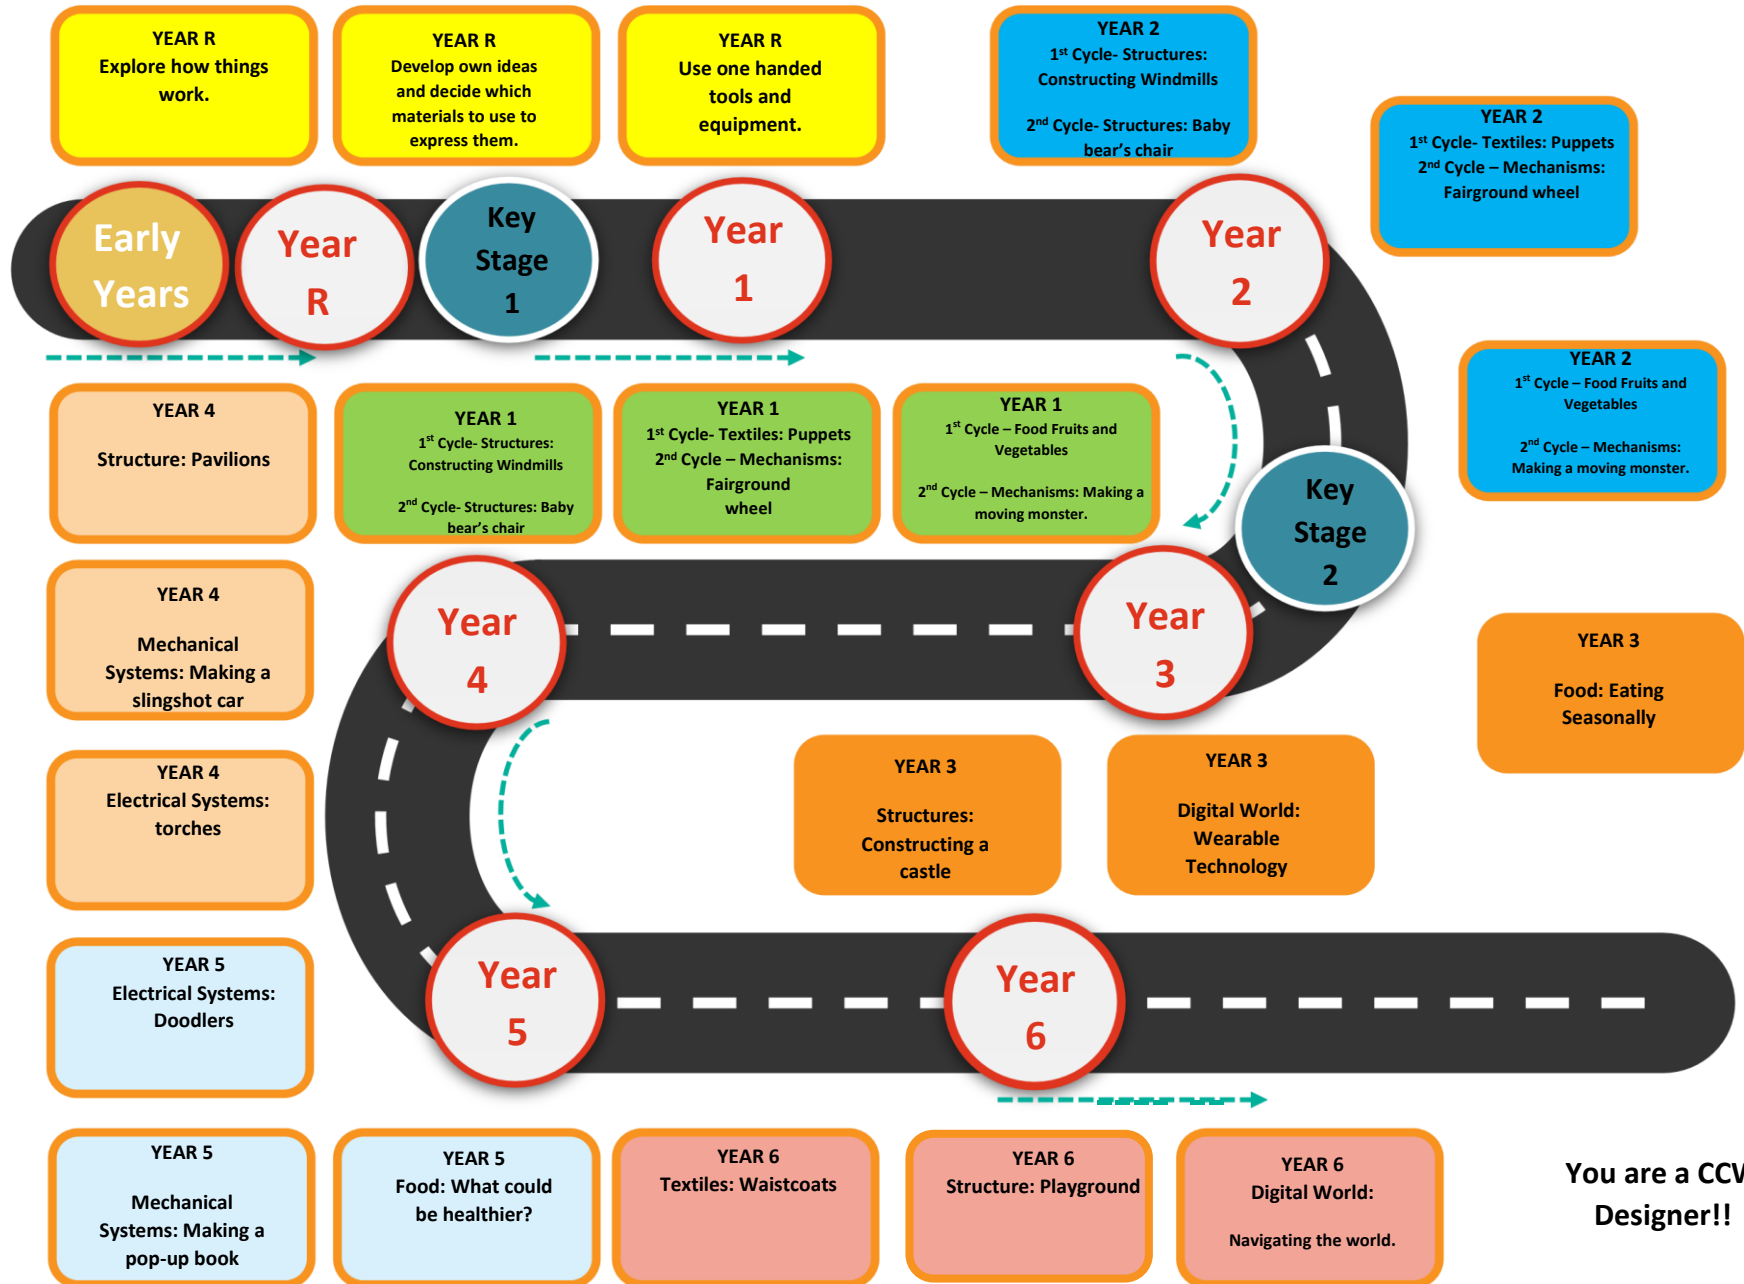 YEAR R
Explore how things
work.
YEAR R
Develop own ideas
and decide which
materials to use to
express them.
YEAR R
Use one handed
tools and
equipment.
YEAR 2
1st Cycle- Structures:
Constructing Windmills
2nd Cycle- Structures: Baby
bear's chair
YEAR 2
1st Cycle- Textiles: Puppets
2nd Cycle – Mechanisms:
Fairground wheel
Early
Years
Year
R
Key
Stage
1
Year
1
Year
2
YEAR 2
1st Cycle – Food Fruits and
Vegetables
2nd Cycle – Mechanisms:
Making a moving monster.
YEAR 4
Structure: Pavilions
YEAR 1
1st Cycle- Structures:
Constructing Windmills
2nd Cycle- Structures: Baby
bear's chair
YEAR 1
1st Cycle- Textiles: Puppets
2nd Cycle – Mechanisms:
Fairground
wheel
YEAR 1
1st Cycle – Food Fruits and
Vegetables
2nd Cycle – Mechanisms: Making a
moving monster.
Key
Stage
2
YEAR 4
Mechanical
Systems: Making a
slingshot car
Year
4
Year
3
YEAR 3
Food: Eating
Seasonally
YEAR 4
Electrical Systems:
torches
YEAR 3
Structures:
Constructing a
castle
YEAR 3
Digital World:
Wearable
Technology
YEAR 5
Electrical Systems:
Doodlers
Year
5
Year
6
YEAR 5
Mechanical
Systems: Making a
pop-up book
YEAR 5
Food: What could
be healthier?
YEAR 6
Textiles: Waistcoats
YEAR 6
Structure: Playground
YEAR 6
Digital World:
Navigating the world.
You are a CCW
Designer!!